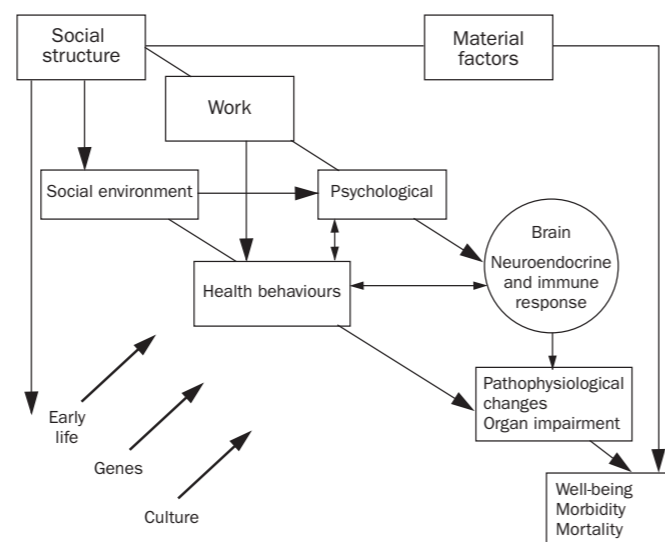 Social
structure
Material
factors
Work
Social environment
Psychological
Brain
Neuroendocrine
and immune
response
Health behaviours
Pathophysiological
changes
Organ impairment
Early
life
Genes
Culture
Well-being
Morbidity
Mortality